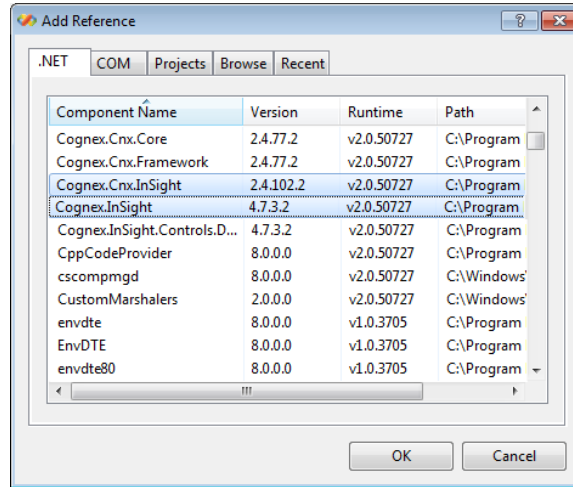 Add Reference
.NET COM Projects Browse Recent
Component Name Version Runtime Path
Cognex.Cnx.Core 2.4.77.2 v2.0.50727 C:\Program
Cognex.Cnx.Framework 2.4.77.2 v2.0.50727 C:\Program
Cognex.Cnx.InSight 2.4.102.2 v2.0.50727 C:\Program
Cognex.InSight 4.7.3.2 v2.0.50727 C:\Program
Cognex.InSight.Controls.D... 4.7.3.2 v2.0.50727 C:\Program
CppCodeProvider 8.0.0.0 v2.0.50727 C:\Program
cscompmgd 8.0.0.0 v2.0.50727 C:\Windows\
CustomMarshalers 2.0.0.0 v2.0.50727 C:\Windows\
envdte 8.0.0.0 v1.0.3705 C:\Program
EnvDTE 8.0.0.0 v1.0.3705 C:\Program
envdte80 8.0.0.0 v1.0.3705 C:\Program
OK Cancel